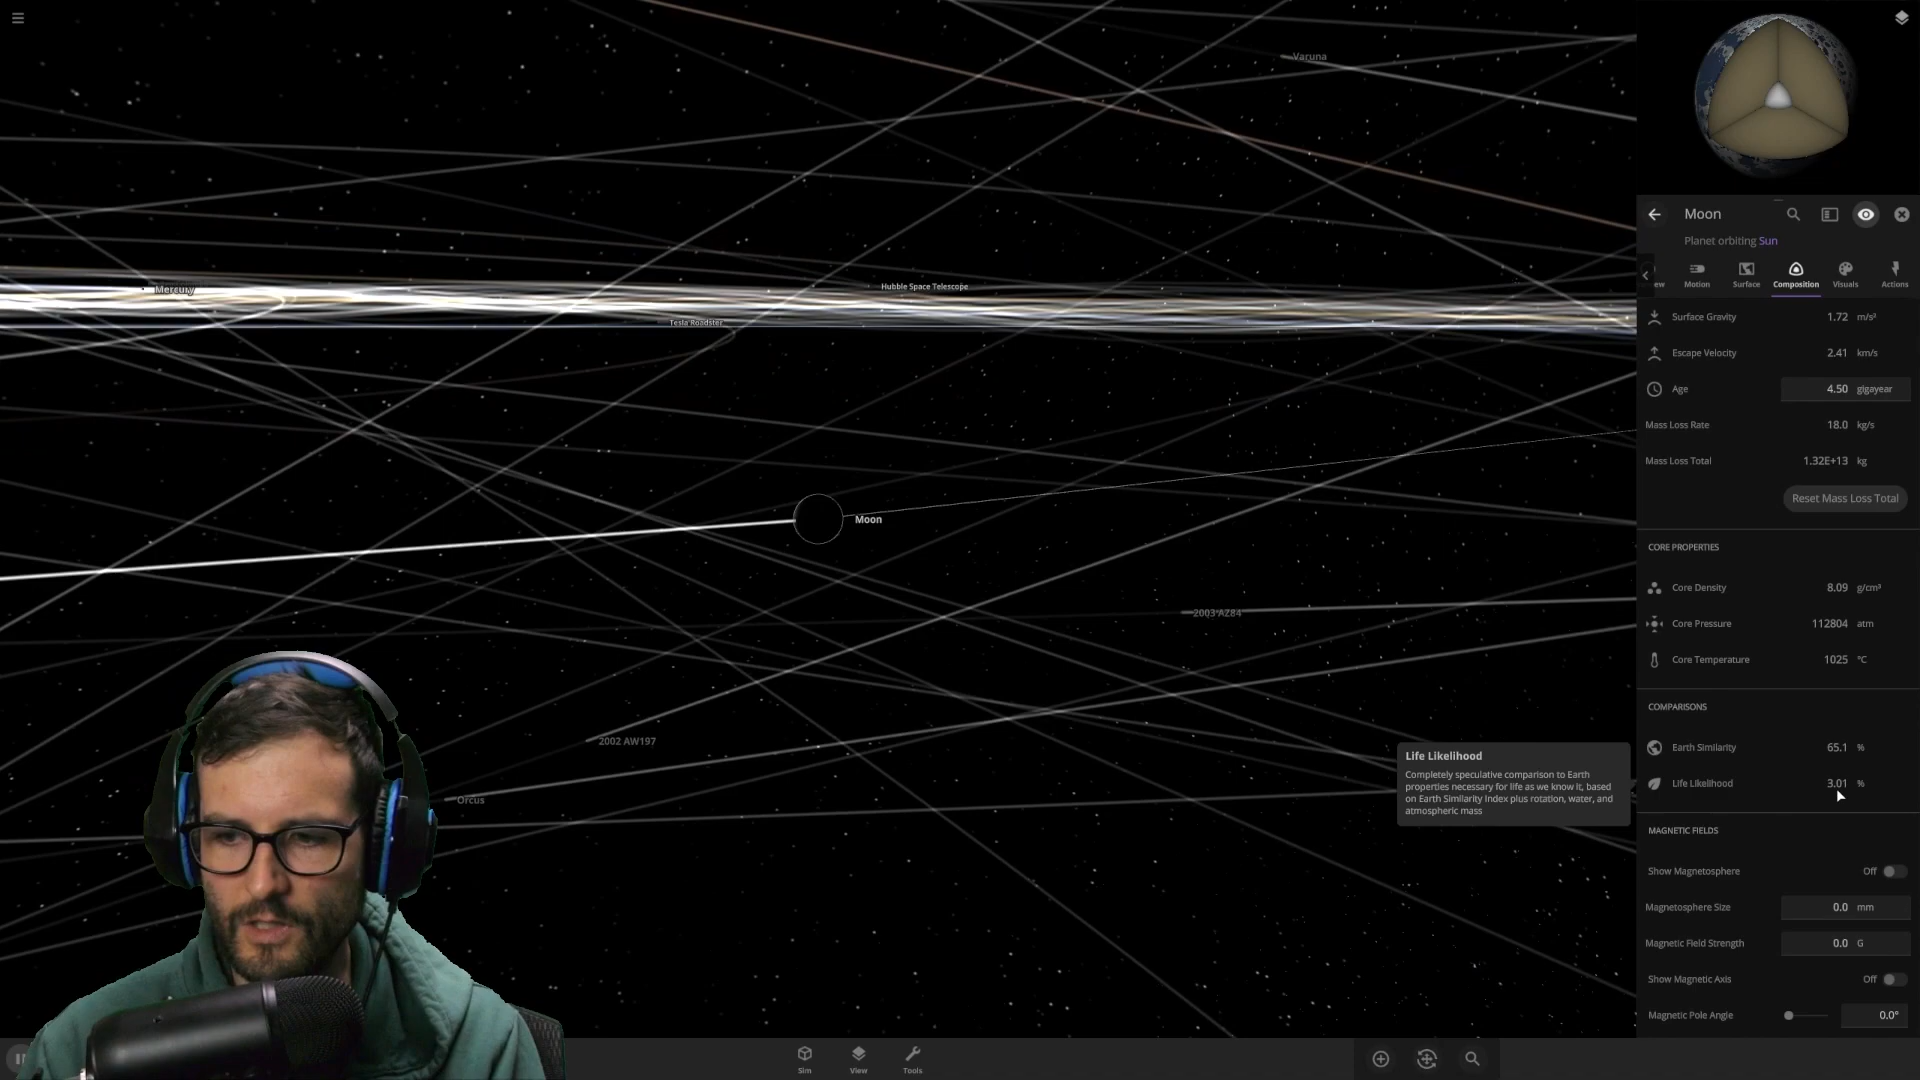 Varuna
Mercury
Hubble Space Telescope
Tesla Roadster
Moon
2003 AZ84
2002 AW197
Orcus
Life Likelihood
Completely speculative comparison to Earth
properties necessary for life as we know it, based
on Earth Similarity Index plus rotation, water, and
atmospheric mass
Sim
View
Tools
Moon
Planet orbiting Sun
ew
Motion
Surface
Composition
Visuals
Actions
Surface Gravity 1.72 m/s²
Escape Velocity 2.41 km/s
Age 4.50 gigayear
Mass Loss Rate 18.0 kg/s
Mass Loss Total 1.32E+13 kg
Reset Mass Loss Total
CORE PROPERTIES
Core Density 8.09 g/cm³
Core Pressure 112804 atm
Core Temperature 1025 °C
COMPARISONS
Earth Similarity 65.1 %
Life Likelihood 3.01 %
MAGNETIC FIELDS
Show Magnetosphere Off
Magnetosphere Size 0.0 mm
Magnetic Field Strength 0.0 G
Show Magnetic Axis Off
Magnetic Pole Angle 0.0°